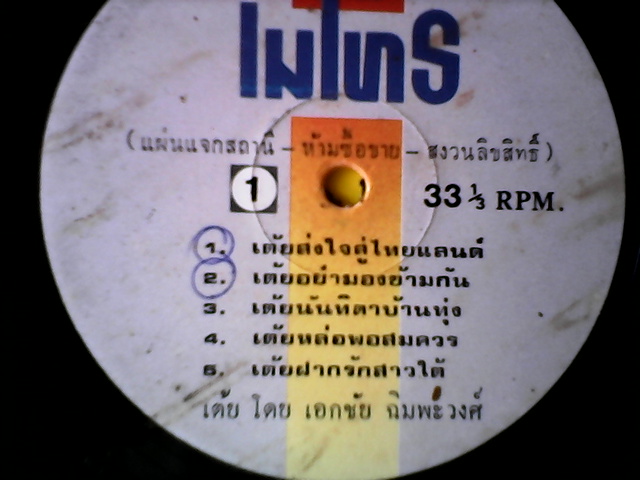 ไมโทร
(แผ่นแจกสถานี - ห้ามซื้อขาย - สงวนลิขสิทธิ์)
1 33 ⅓ RPM.
1. เต้ยส่งใจสู่ไทยแลนด์
2. เต้ยอย่ามองข้ามกัน
3. เต้ยนันทิดาบ้านทุ่ง
4. เต้ยหล่อพอสมควร
5. เต้ยฝากรักสาวใต้
เต้ย โดย เอกชัย ฉิมพะวงศ์